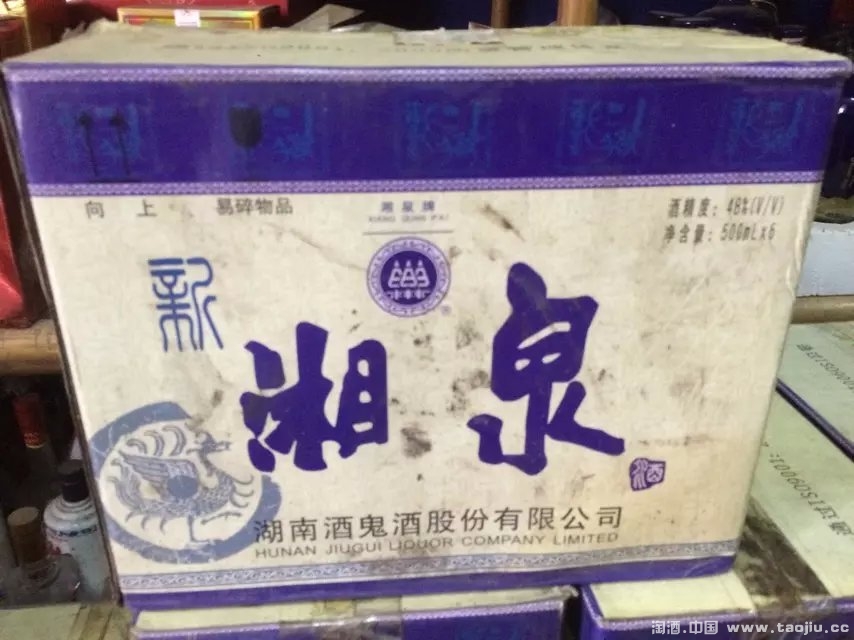 向 上
易碎物品
湘泉牌
XIANG QUAN PAI
酒精度: 48%(V/V)
净含量: 500mL×6
新
湘泉
酒
湖南酒鬼酒股份有限公司
HUNAN JIUGUI LIQUOR COMPANY LIMITED
淘酒.中国 www.taojiu.cc